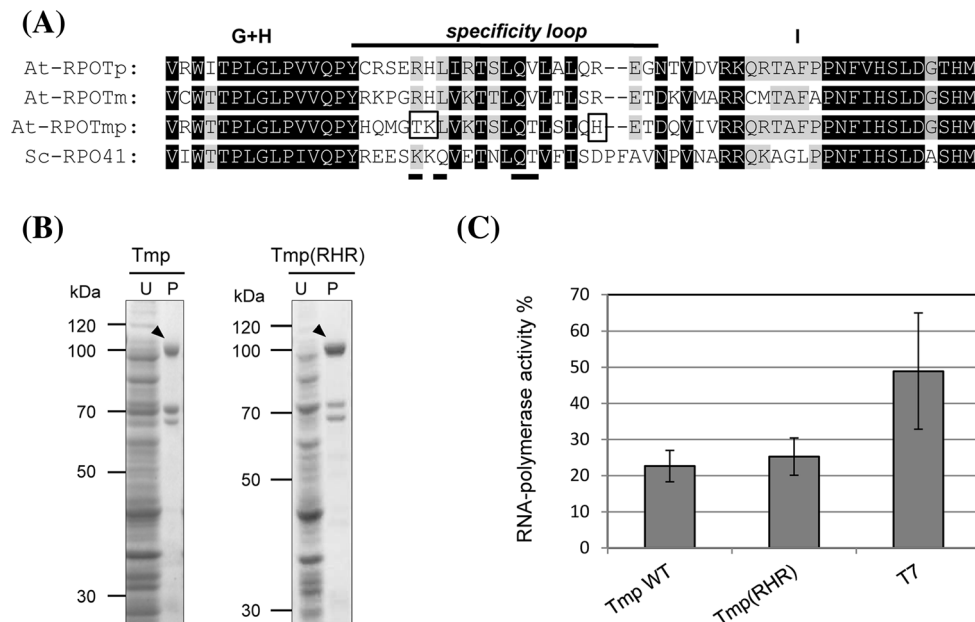 (A)
G+H specificity loop I
At-RPOTp: VRWITPLGLPVVQPYCRSERHLIRTSLQVLALQR--EGNTVDVRKQRTAFPPNFVHSLDGTHM
At-RPOTm: VCWTTPLGLPVVQPYRKPGRHLVKTTLQVLTLSR--ETDKVMARRCMTAFAPNFVHSLDGSHM
At-RPOTmp: VRWTTPLGLPVVQPYHQMGTKLVKTSLQTLSLQH--ETDQVIVRRQRTAFPPNFVHSLDGSHM
Sc-RPO41: VIWTTPLGLPIVQPYREESKKQVETNLQTVFISDPFAVNPVNARRQKAGLPPNFIHSLDASHM
(B)
Tmp
U P
kDa
120
100
70
50
30
Tmp(RHR)
U P
kDa
120
100
70
50
30
(C)
RNA-polymerase activity %
70
60
50
40
30
20
10
0
Tmp WT
Tmp(RHR)
T7